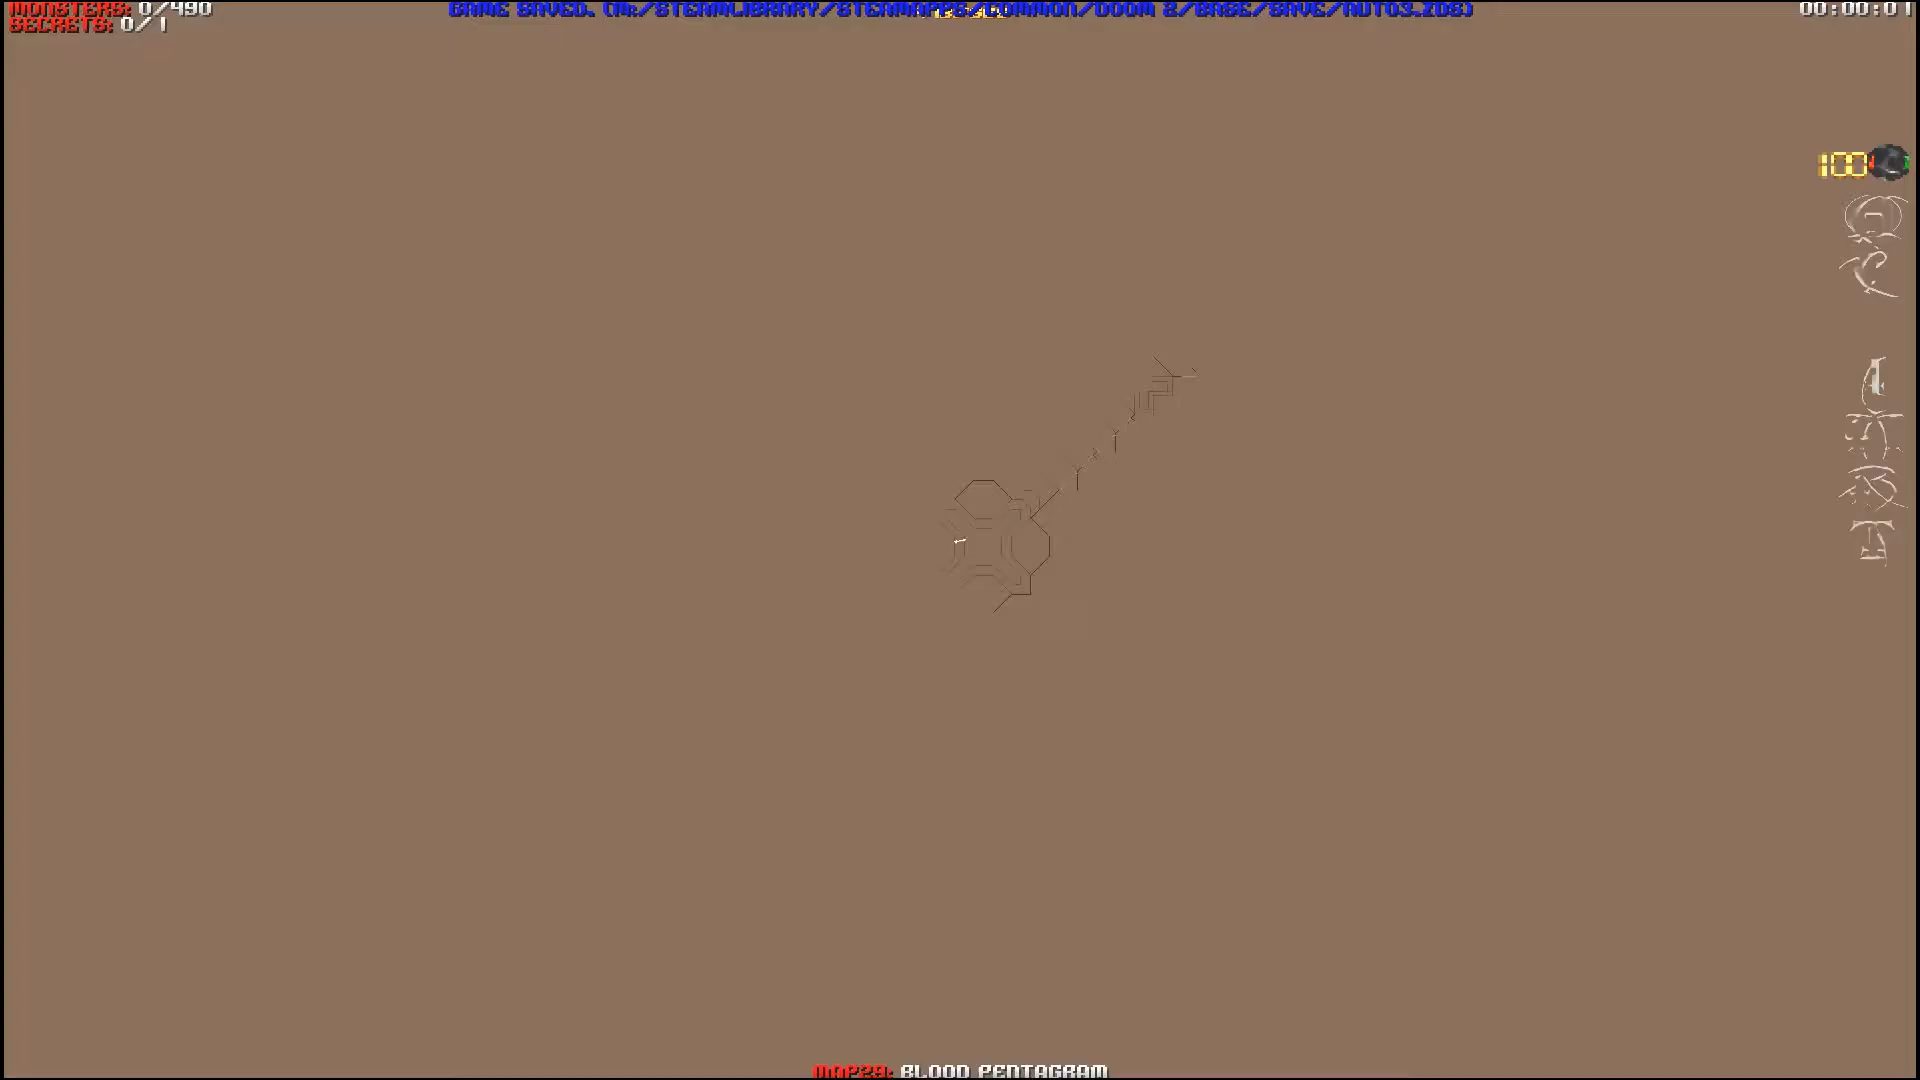 MONSTERS: 0/490
SECRETS: 0/1
GAME SAVED. (M:/STEAMLIBRARY/STEAMAPPS/COMMON/DOOM 2/BASE/SAVE/AUTO3.ZDS)
00:00:01
100
MAP29: BLOOD PENTAGRAM